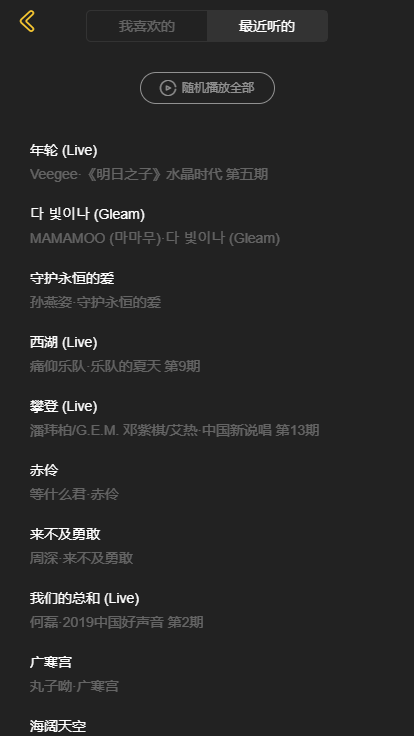 我喜欢的
最近听的
随机播放全部
年轮 (Live)
Veegee·《明日之子》水晶时代 第五期
다 빛이나 (Gleam)
MAMAMOO (마마무)·다 빛이나 (Gleam)
守护永恒的爱
孙燕姿·守护永恒的爱
西湖 (Live)
痛仰乐队·乐队的夏天 第9期
攀登 (Live)
潘玮柏/G.E.M. 邓紫棋/艾热·中国新说唱 第13期
赤伶
等什么君·赤伶
来不及勇敢
周深·来不及勇敢
我们的总和 (Live)
何磊·2019中国好声音 第2期
广寒宫
丸子呦·广寒宫
海阔天空